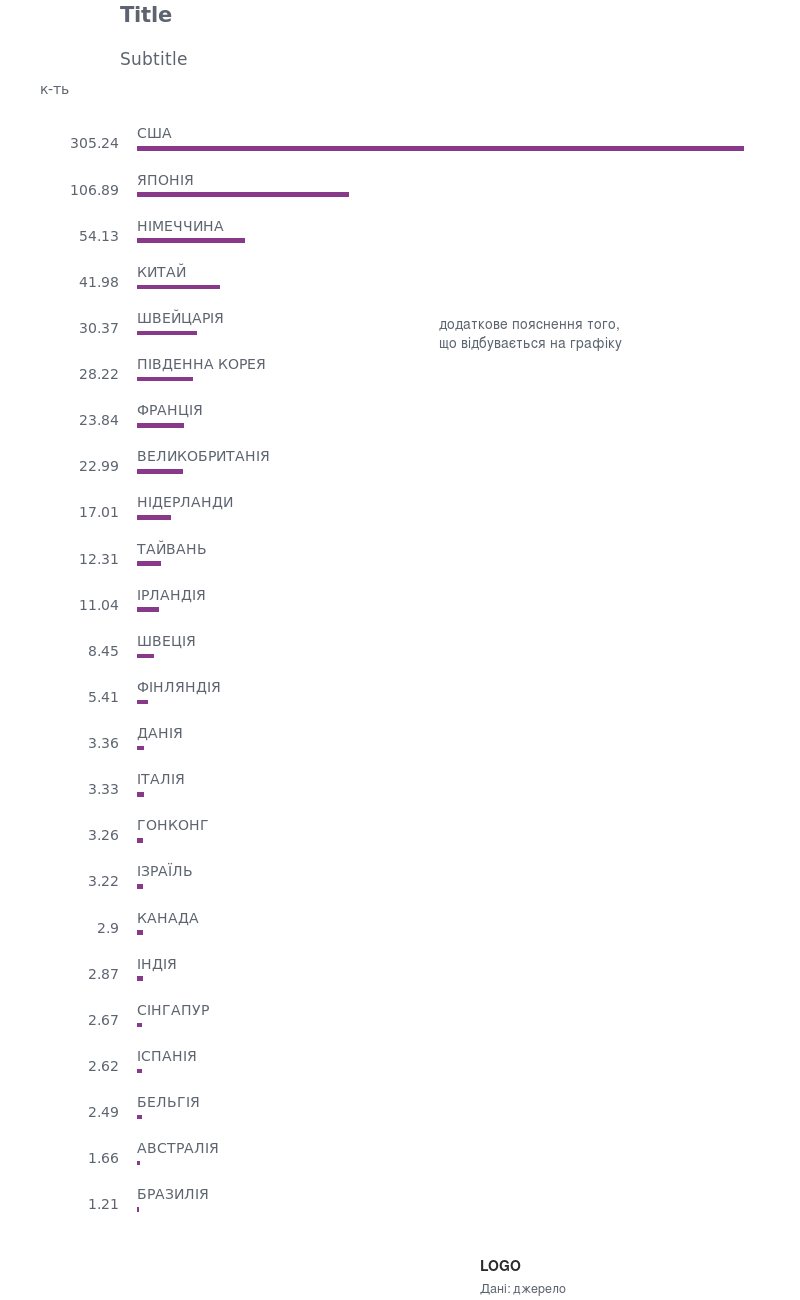 Title
Subtitle
к-ть
305.24 США
106.89 ЯПОНІЯ
54.13 НІМЕЧЧИНА
41.98 КИТАЙ
30.37 ШВЕЙЦАРІЯ
додаткове пояснення того,
що відбувається на графіку
28.22 ПІВДЕННА КОРЕЯ
23.84 ФРАНЦІЯ
22.99 ВЕЛИКОБРИТАНІЯ
17.01 НІДЕРЛАНДИ
12.31 ТАЙВАНЬ
11.04 ІРЛАНДІЯ
8.45 ШВЕЦІЯ
5.41 ФІНЛЯНДІЯ
3.36 ДАНІЯ
3.33 ІТАЛІЯ
3.26 ГОНКОНГ
3.22 ІЗРАЇЛЬ
2.9 КАНАДА
2.87 ІНДІЯ
2.67 СІНГАПУР
2.62 ІСПАНІЯ
2.49 БЕЛЬГІЯ
1.66 АВСТРАЛІЯ
1.21 БРАЗИЛІЯ
LOGO
Дані: джерело